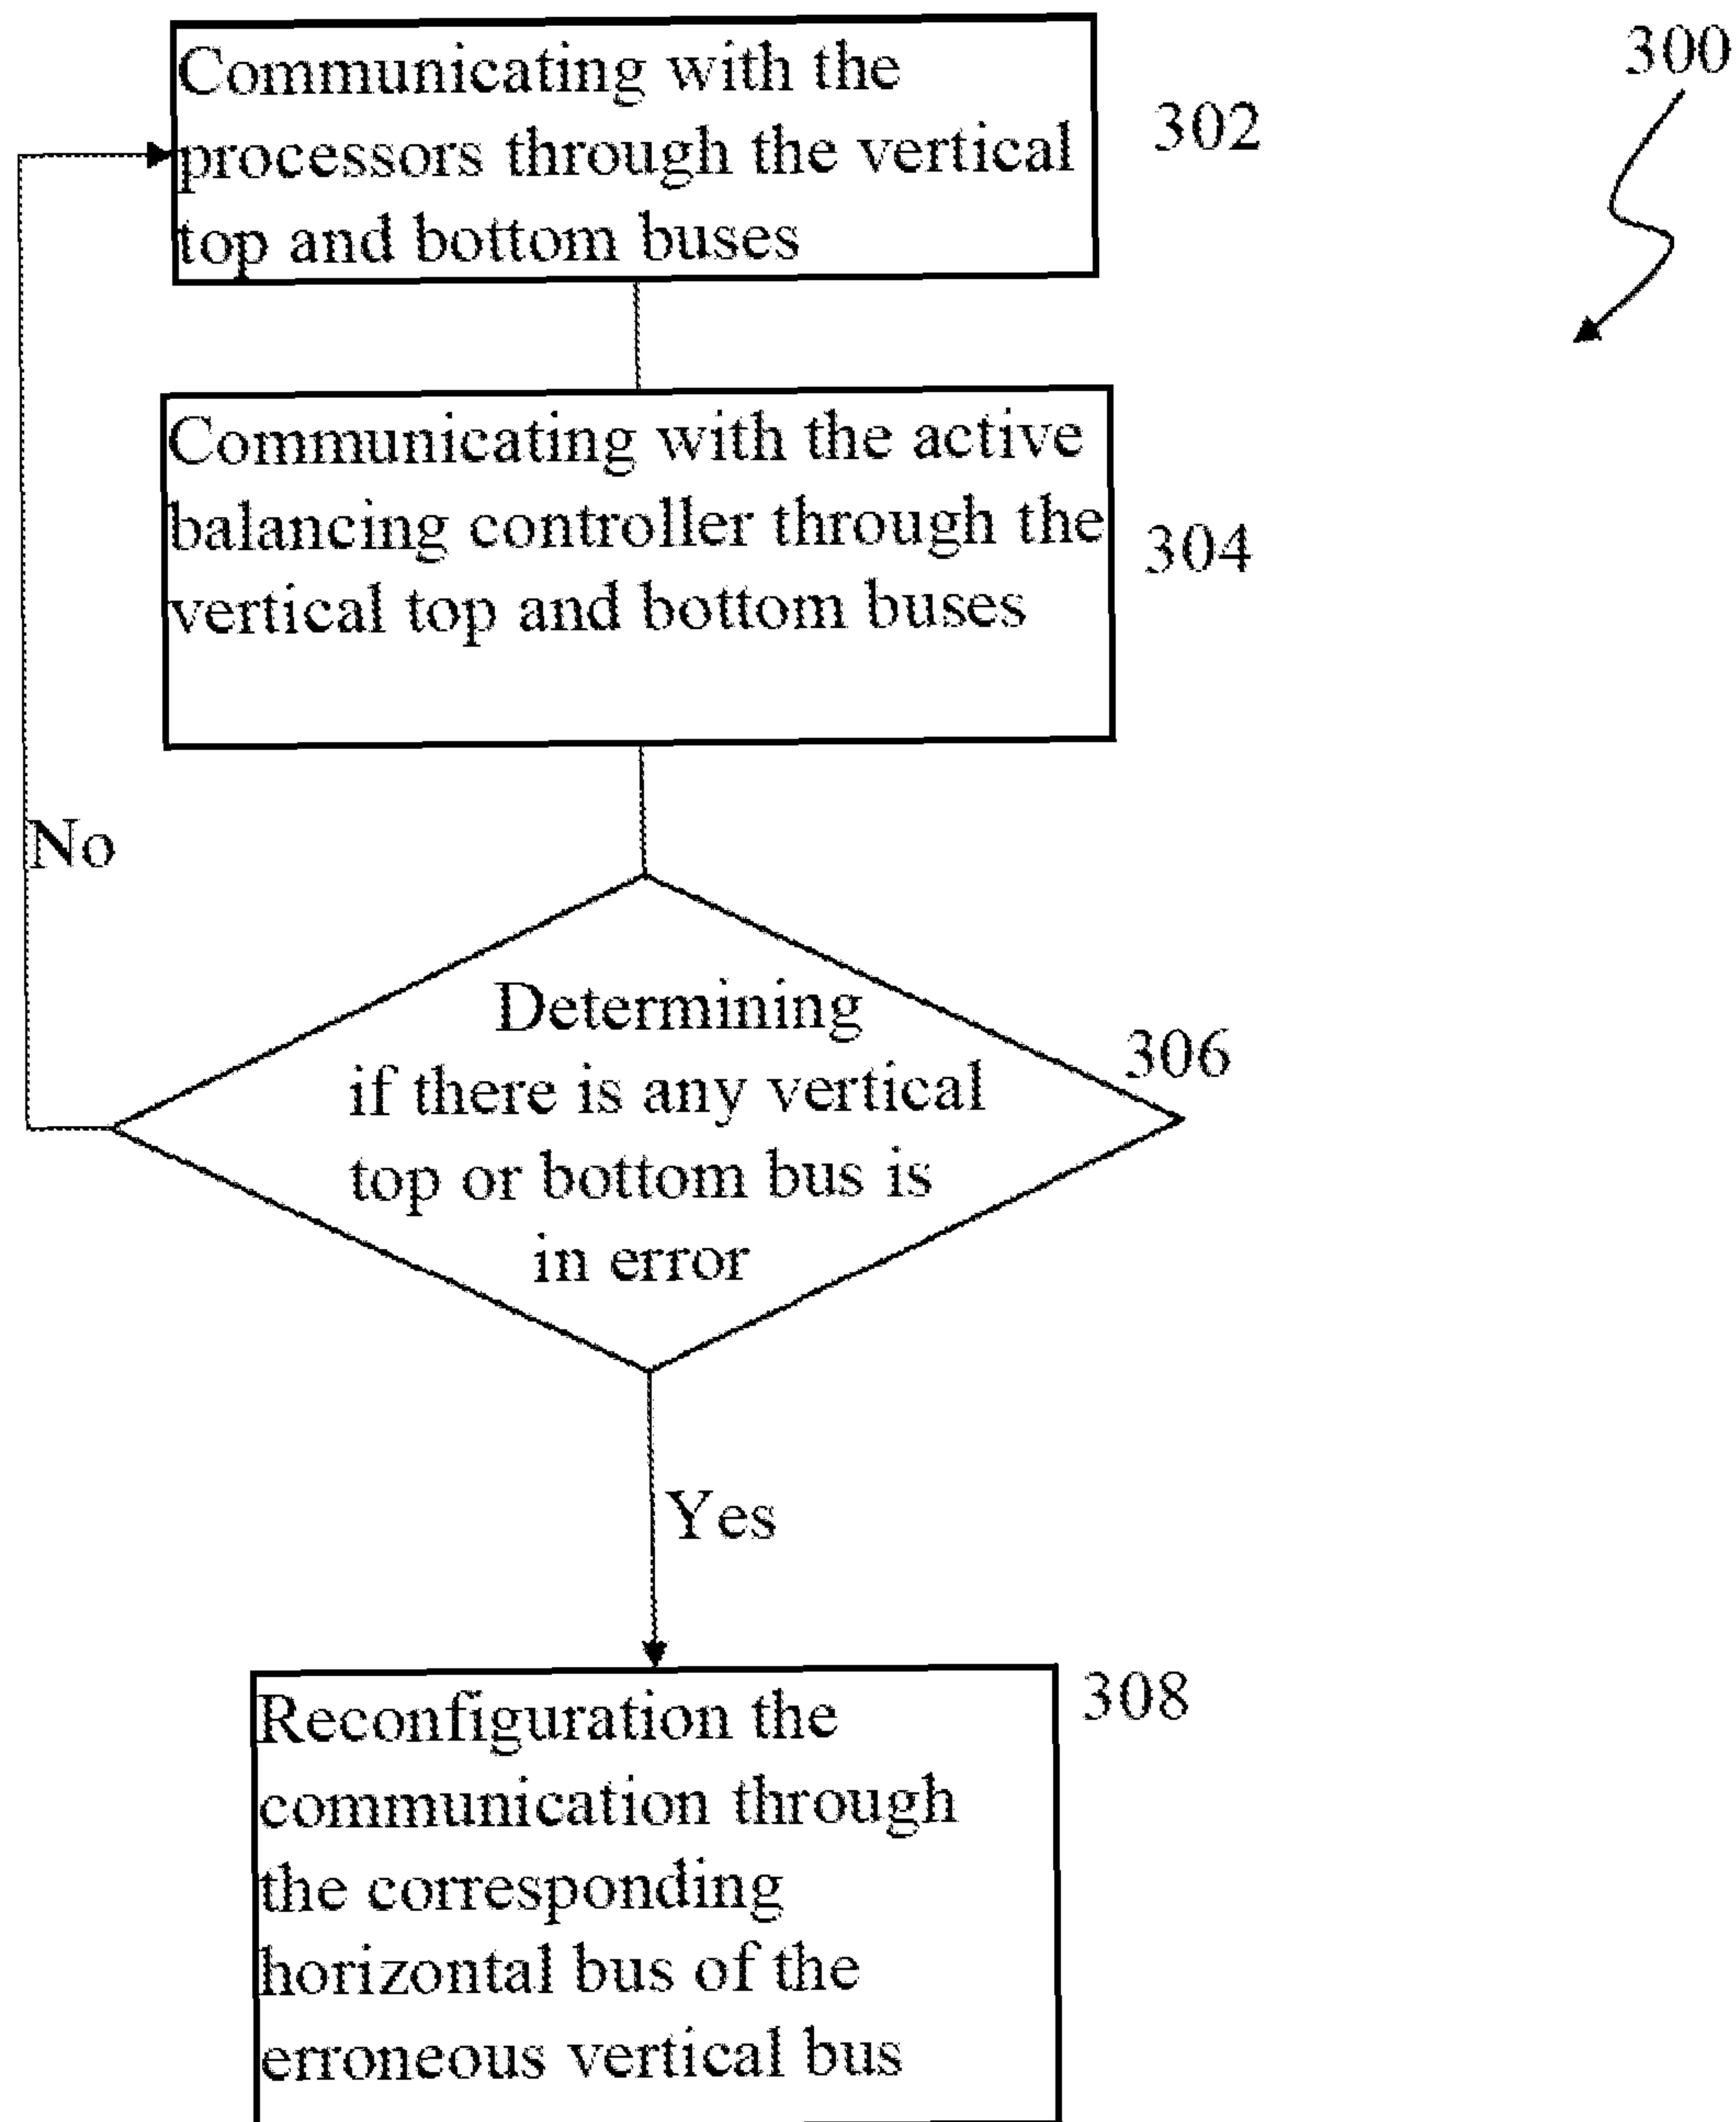 300
Communicating with the
processors through the vertical
top and bottom buses
302
Communicating with the active
balancing controller through the
vertical top and bottom buses
304
No
Determining
if there is any vertical
top or bottom bus is
in error
306
Yes
Reconfiguration the
communication through
the corresponding
horizontal bus of the
erroneous vertical bus
308